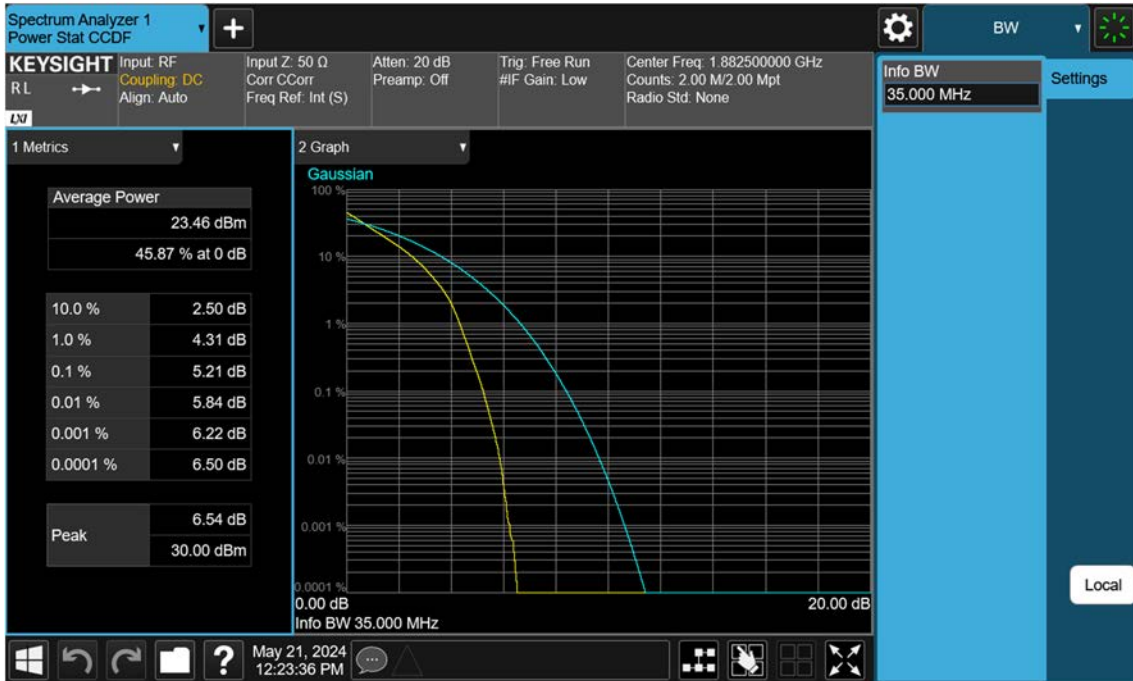 Spectrum Analyzer 1
Power Stat CCDF
BW
KEYSIGHT
RL
LXI
Input: RF
Coupling: DC
Align: Auto
Input Z: 50 Ω
Corr CCorr
Freq Ref: Int (S)
Atten: 20 dB
Preamp: Off
Trig: Free Run
#IF Gain: Low
Center Freq: 1.882500000 GHz
Counts: 2.00 M/2.00 Mpt
Radio Std: None
Info BW
35.000 MHz
Settings
1 Metrics
Average Power
23.46 dBm
45.87 % at 0 dB
10.0 % 2.50 dB
1.0 % 4.31 dB
0.1 % 5.21 dB
0.01 % 5.84 dB
0.001 % 6.22 dB
0.0001 % 6.50 dB
Peak 6.54 dB
30.00 dBm
2 Graph
Gaussian
100 %
10 %
1 %
0.1 %
0.01 %
0.001 %
0.0001 %
0.00 dB 20.00 dB
Info BW 35.000 MHz
Local
?
May 21, 2024
12:23:36 PM